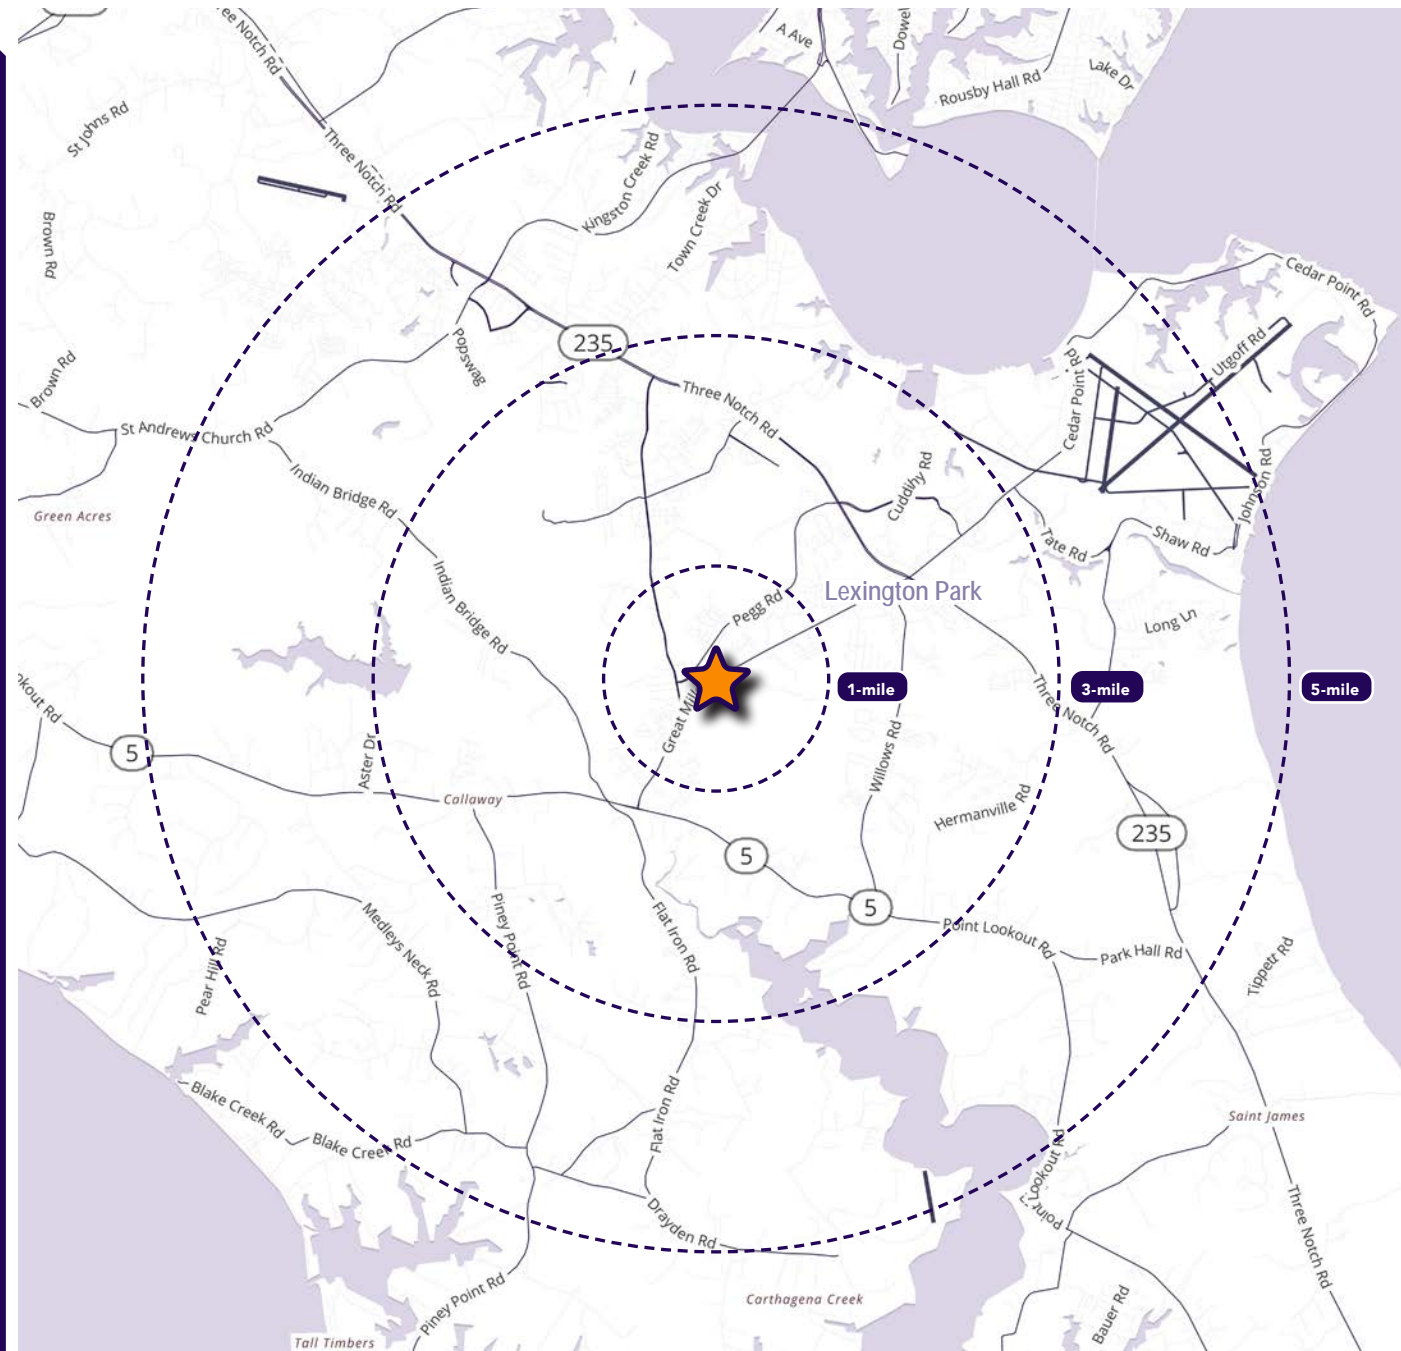 ee Notch Rd
A Ave
Dowel
Lake Dr
Rousby Hall Rd
St Johns Rd
Three Notch Rd
Kingston Creek Rd
Town Creek Dr
Brown Rd
Cedar Point Rd
235
Popswag
Utgoff Rd
Brown Rd
Cedar Point Rd
Three Notch Rd
St Andrews Church Rd
Indian Bridge Rd
Cuddihy Rd
Johnson Rd
Green Acres
Tate Rd
Shaw Rd
Indian Bridge Rd
Lexington Park
Pegg Rd
Long Ln
1-mile
3-mile
5-mile
okout Rd
Great Mill
Three Notch Rd
Willows Rd
5
Aster Dr
Callaway
Hermanville Rd
235
5
5
Piney Point Rd
Medleys Neck Rd
Flat Iron Rd
Point Lookout Rd
Park Hall Rd
Tippett Rd
Pear Hill Rd
Blake Creek Rd
Blake Creek Rd
Flat Iron Rd
Saint James
Point Lookout Rd
Drayden Rd
Three Notch Rd
Piney Point Rd
Carthagena Creek
Bauer Rd
Tall Timbers